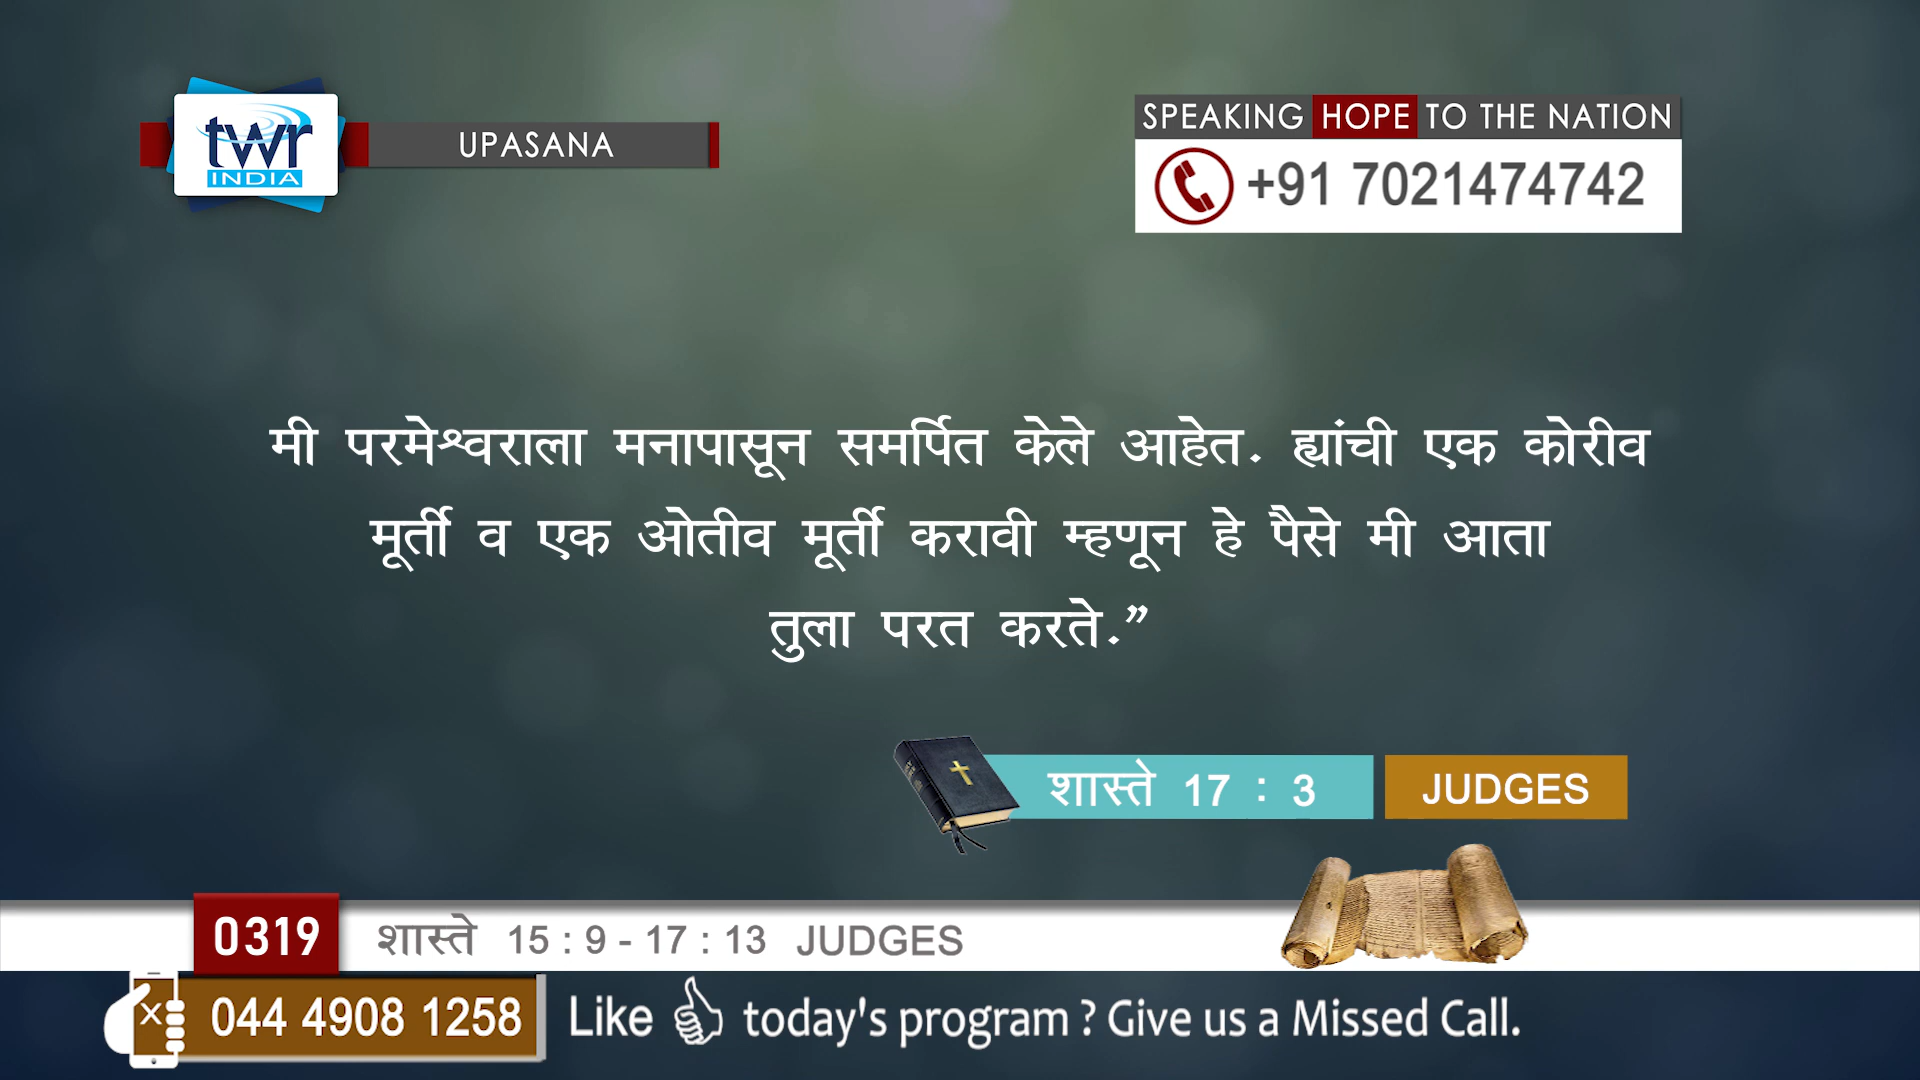 twr
INDIA
UPASANA
SPEAKING HOPE TO THE NATION
+91 7021474742
मी परमेश्वराला मनापासून समर्पित केले आहेत. ह्यांची एक कोरीव
मूर्ती व एक ओतीव मूर्ती करावी म्हणून हे पैसे मी आता
तुला परत करते.”
शास्ते 17 : 3
JUDGES
0319
शास्ते 15 : 9 - 17 : 13 JUDGES
044 4908 1258
Like today's program ? Give us a Missed Call.